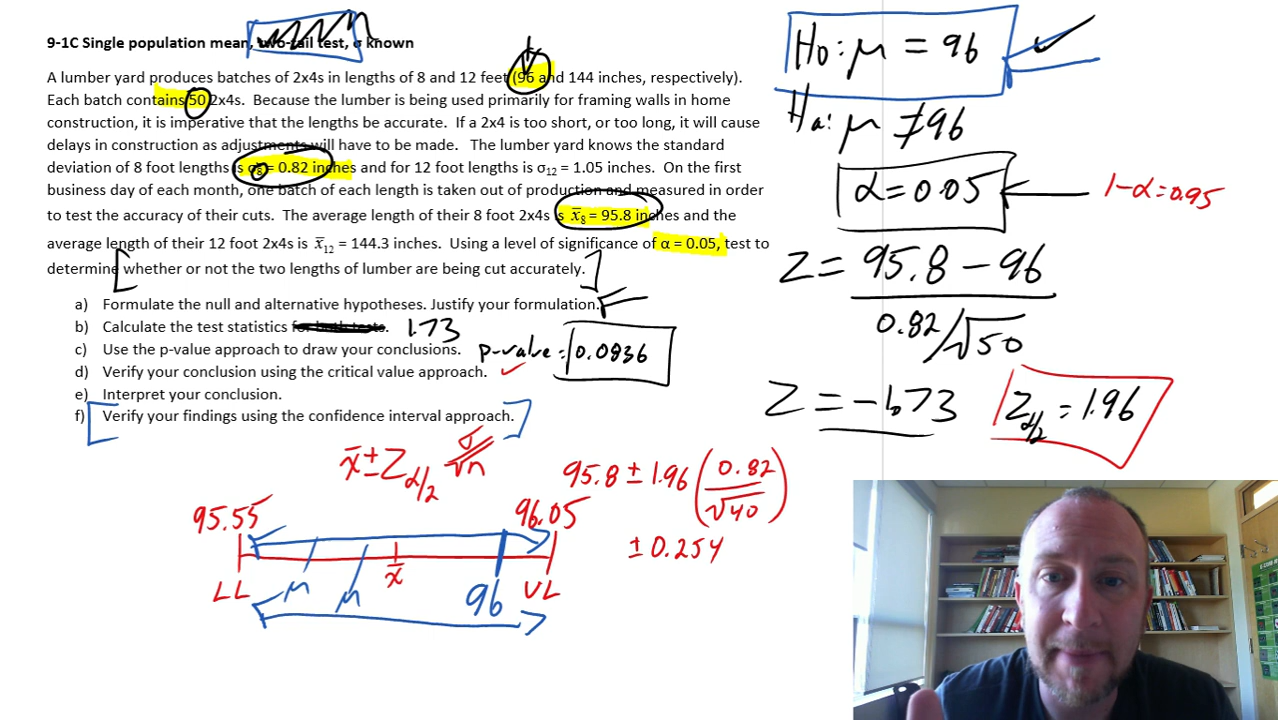 9-1C Single population mean, two-tail test, σ known
A lumber yard produces batches of 2x4s in lengths of 8 and 12 feet (96 and 144 inches, respectively).
Each batch contains 50 2x4s. Because the lumber is being used primarily for framing walls in home
construction, it is imperative that the lengths be accurate. If a 2x4 is too short, or too long, it will cause
delays in construction as adjustments will have to be made. The lumber yard knows the standard
deviation of 8 foot lengths is σ₈ = 0.82 inches and for 12 foot lengths is σ₁₂ = 1.05 inches. On the first
business day of each month, one batch of each length is taken out of production and measured in order
to test the accuracy of their cuts. The average length of their 8 foot 2x4s is x̄₈ = 95.8 inches and the
average length of their 12 foot 2x4s is x̄₁₂ = 144.3 inches. Using a level of significance of α = 0.05, test to
determine whether or not the two lengths of lumber are being cut accurately.
a) Formulate the null and alternative hypotheses. Justify your formulation.
b) Calculate the test statistics for both tests. 1.73
c) Use the p-value approach to draw your conclusions. p-value = 0.0836
d) Verify your conclusion using the critical value approach.
e) Interpret your conclusion.
f) Verify your findings using the confidence interval approach.
H₀: μ = 96
Ha: μ ≠ 96
α = 0.05
1-α = 0.95
Z = 95.8 - 96
0.82/√50
Z = -1.73
Zα/2 = 1.96
x̄ ± Zα/2 σ/√n
95.8 ± 1.96 (0.82/√40)
± 0.254
95.55
96.05
LL μ μ x̄ 96 UL